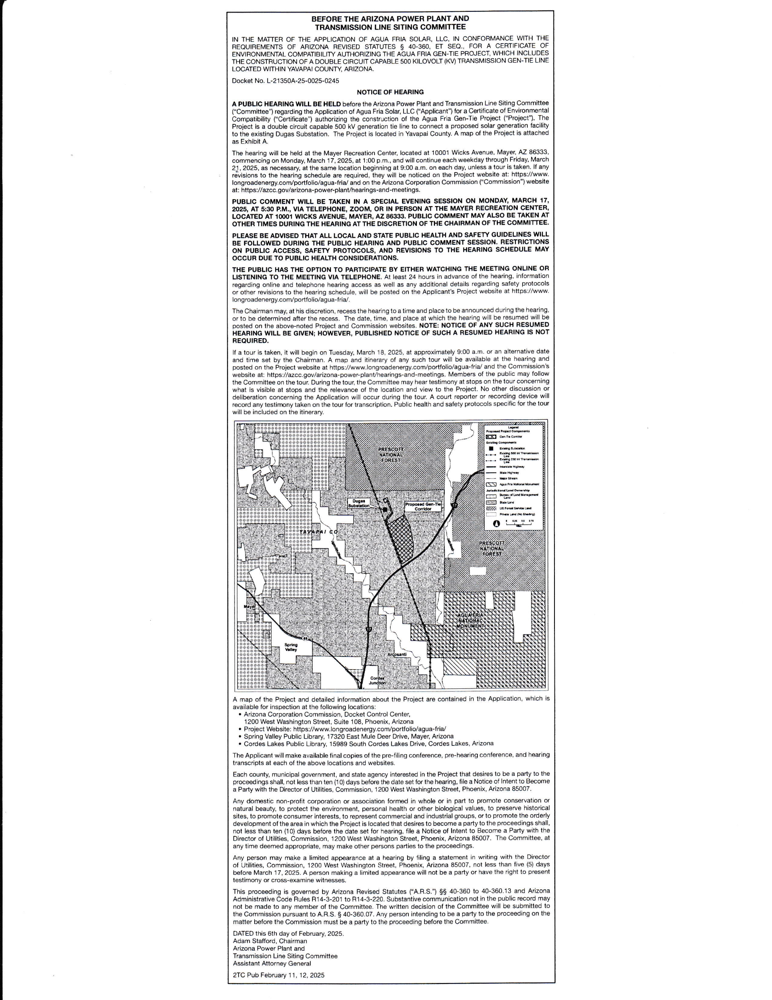 BEFORE THE ARIZONA POWER PLANT AND
TRANSMISSION LINE SITING COMMITTEE
IN THE MATTER OF THE APPLICATION OF AGUA FRIA SOLAR, LLC, IN CONFORMANCE WITH THE
REQUIREMENTS OF ARIZONA REVISED STATUTES § 40-360, ET SEQ., FOR A CERTIFICATE OF
ENVIRONMENTAL COMPATIBILITY AUTHORIZING THE AGUA FRIA GEN-TIE PROJECT, WHICH INCLUDES
THE CONSTRUCTION OF A DOUBLE CIRCUIT CAPABLE 500 KILOVOLT (KV) TRANSMISSION GEN-TIE LINE
LOCATED WITHIN YAVAPAI COUNTY, ARIZONA.
Docket No. L-21350A-25-0025-0245
NOTICE OF HEARING
A PUBLIC HEARING WILL BE HELD before the Arizona Power Plant and Transmission Line Siting Committee
("Committee") regarding the Application of Agua Fria Solar, LLC ("Applicant") for a Certificate of Environmental
Compatibility ("Certificate") authorizing the construction of the Agua Fria Gen-Tie Project ("Project"). The
Project is a double circuit capable 500 kV generation tie line to connect a proposed solar generation facility
to the existing Dugas Substation. The Project is located in Yavapai County. A map of the Project is attached
as Exhibit A.
The hearing will be held at the Mayer Recreation Center, located at 10001 Wicks Avenue, Mayer, AZ 86333,
commencing on Monday, March 17, 2025, at 1:00 p.m., and will continue each weekday through Friday, March
21, 2025, as necessary, at the same location beginning at 9:00 a.m. on each day, unless a tour is taken. If any
revisions to the hearing schedule are required, they will be noticed on the Project website at: https://www.
longroadenergy.com/portfolio/agua-fria/ and on the Arizona Corporation Commission ("Commission") website
at: https://azcc.gov/arizona-power-plant/hearings-and-meetings.
PUBLIC COMMENT WILL BE TAKEN IN A SPECIAL EVENING SESSION ON MONDAY, MARCH 17,
2025, AT 5:30 P.M., VIA TELEPHONE, ZOOM, OR IN PERSON AT THE MAYER RECREATION CENTER,
LOCATED AT 10001 WICKS AVENUE, MAYER, AZ 86333. PUBLIC COMMENT MAY ALSO BE TAKEN AT
OTHER TIMES DURING THE HEARING AT THE DISCRETION OF THE CHAIRMAN OF THE COMMITTEE.
PLEASE BE ADVISED THAT ALL LOCAL AND STATE PUBLIC HEALTH AND SAFETY GUIDELINES WILL
BE FOLLOWED DURING THE PUBLIC HEARING AND PUBLIC COMMENT SESSION. RESTRICTIONS
ON PUBLIC ACCESS, SAFETY PROTOCOLS, AND REVISIONS TO THE HEARING SCHEDULE MAY
OCCUR DUE TO PUBLIC HEALTH CONSIDERATIONS.
THE PUBLIC HAS THE OPTION TO PARTICIPATE BY EITHER WATCHING THE MEETING ONLINE OR
LISTENING TO THE MEETING VIA TELEPHONE. At least 24 hours in advance of the hearing, information
regarding online and telephone hearing access as well as any additional details regarding safety protocols
or other revisions to the hearing schedule, will be posted on the Applicant's Project website at https://www.
longroadenergy.com/portfolio/agua-fria/.
The Chairman may, at his discretion, recess the hearing to a time and place to be announced during the hearing,
or to be determined after the recess. The date, time, and place at which the hearing will be resumed will be
posted on the above-noted Project and Commission websites. NOTE: NOTICE OF ANY SUCH RESUMED
HEARING WILL BE GIVEN; HOWEVER, PUBLISHED NOTICE OF SUCH A RESUMED HEARING IS NOT
REQUIRED.
If a tour is taken, it will begin on Tuesday, March 18, 2025, at approximately 9:00 a.m. or an alternative date
and time set by the Chairman. A map and itinerary of any such tour will be available at the hearing and
posted on the Project website at https://www.longroadenergy.com/portfolio/agua-fria/ and the Commission's
website at: https://azcc.gov/arizona-power-plant/hearings-and-meetings. Members of the public may follow
the Committee on the tour. During the tour, the Committee may hear testimony at stops on the tour concerning
what is visible at stops and the relevance of the location and view to the Project. No other discussion or
deliberation concerning the Application will occur during the tour. A court reporter or recording device will
record any testimony taken on the tour for transcription. Public health and safety protocols specific for the tour
will be included on the itinerary.
Legend
Proposed Project Components
Gen-Tie Corridor
Existing Components
Existing Substation
Existing 500 kV Transmission
Line
Existing 230 kV Transmission
Line
Interstate Highway
State Highway
Major Stream
Agua Fria National Monument
Jurisdictional Land Ownership
Bureau of Land Management
Land
State Land
US Forest Service Land
Private Land (No Shading)
0 0.25 0.5 0.75
Miles
PRESCOTT
NATIONAL
FOREST
Dugas
Substation
Proposed Gen-Tie
Corridor
17
YAVAPAI CO
PRESCOTT
NATIONAL
FOREST
Mayer
AGUA FRIA
NATIONAL
MONUMENT
17
69
Spring
Valley
Arcosanti
Cordes
Junction
A map of the Project and detailed information about the Project are contained in the Application, which is
available for inspection at the following locations:
• Arizona Corporation Commission, Docket Control Center,
1200 West Washington Street, Suite 108, Phoenix, Arizona
• Project Website: https://www.longroadenergy.com/portfolio/agua-fria/
• Spring Valley Public Library, 17320 East Mule Deer Drive, Mayer, Arizona
• Cordes Lakes Public Library, 15989 South Cordes Lakes Drive, Cordes Lakes, Arizona
The Applicant will make available final copies of the pre-filing conference, pre-hearing conference, and hearing
transcripts at each of the above locations and websites.
Each county, municipal government, and state agency interested in the Project that desires to be a party to the
proceedings shall, not less than ten (10) days before the date set for the hearing, file a Notice of Intent to Become
a Party with the Director of Utilities, Commission, 1200 West Washington Street, Phoenix, Arizona 85007.
Any domestic non-profit corporation or association formed in whole or in part to promote conservation or
natural beauty, to protect the environment, personal health or other biological values, to preserve historical
sites, to promote consumer interests, to represent commercial and industrial groups, or to promote the orderly
development of the area in which the Project is located that desires to become a party to the proceedings shall,
not less than ten (10) days before the date set for hearing, file a Notice of Intent to Become a Party with the
Director of Utilities, Commission, 1200 West Washington Street, Phoenix, Arizona 85007. The Committee, at
any time deemed appropriate, may make other persons parties to the proceedings.
Any person may make a limited appearance at a hearing by filing a statement in writing with the Director
of Utilities, Commission, 1200 West Washington Street, Phoenix, Arizona 85007, not less than five (5) days
before March 17, 2025. A person making a limited appearance will not be a party or have the right to present
testimony or cross-examine witnesses.
This proceeding is governed by Arizona Revised Statutes ("A.R.S.") §§ 40-360 to 40-360.13 and Arizona
Administrative Code Rules R14-3-201 to R14-3-220. Substantive communication not in the public record may
not be made to any member of the Committee. The written decision of the Committee will be submitted to
the Commission pursuant to A.R.S. § 40-360.07. Any person intending to be a party to the proceeding on the
matter before the Commission must be a party to the proceeding before the Committee.
DATED this 6th day of February, 2025.
Adam Stafford, Chairman
Arizona Power Plant and
Transmission Line Siting Committee
Assistant Attorney General
2TC Pub February 11, 12, 2025